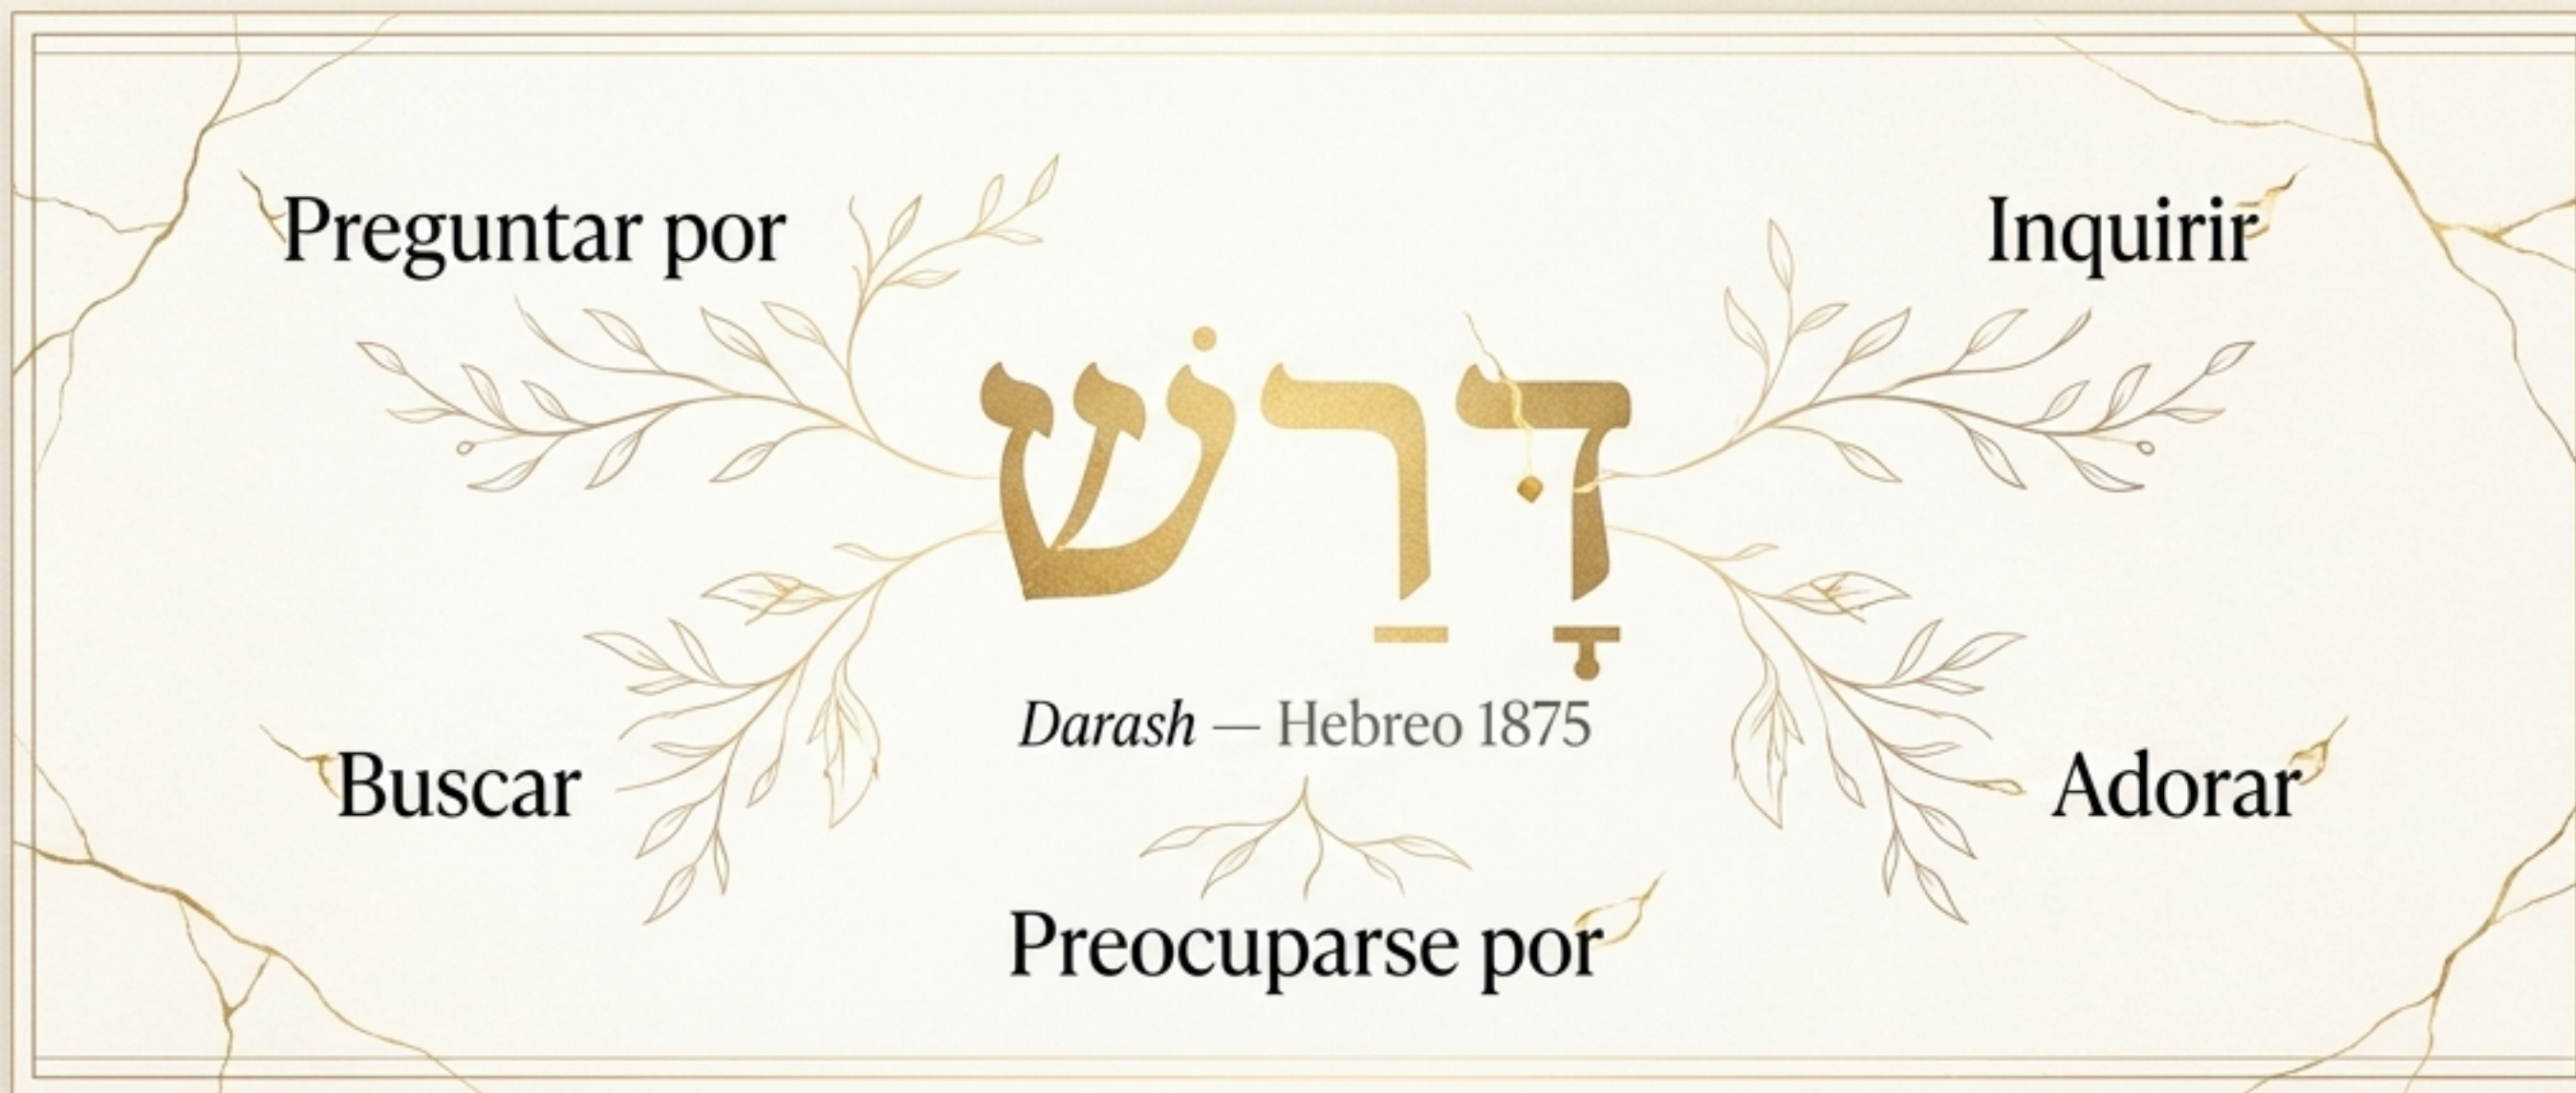 Preguntar por
Inquirir
דָּרַשׁ
Darash — Hebreo 1875
Buscar
Adorar
Preocuparse por